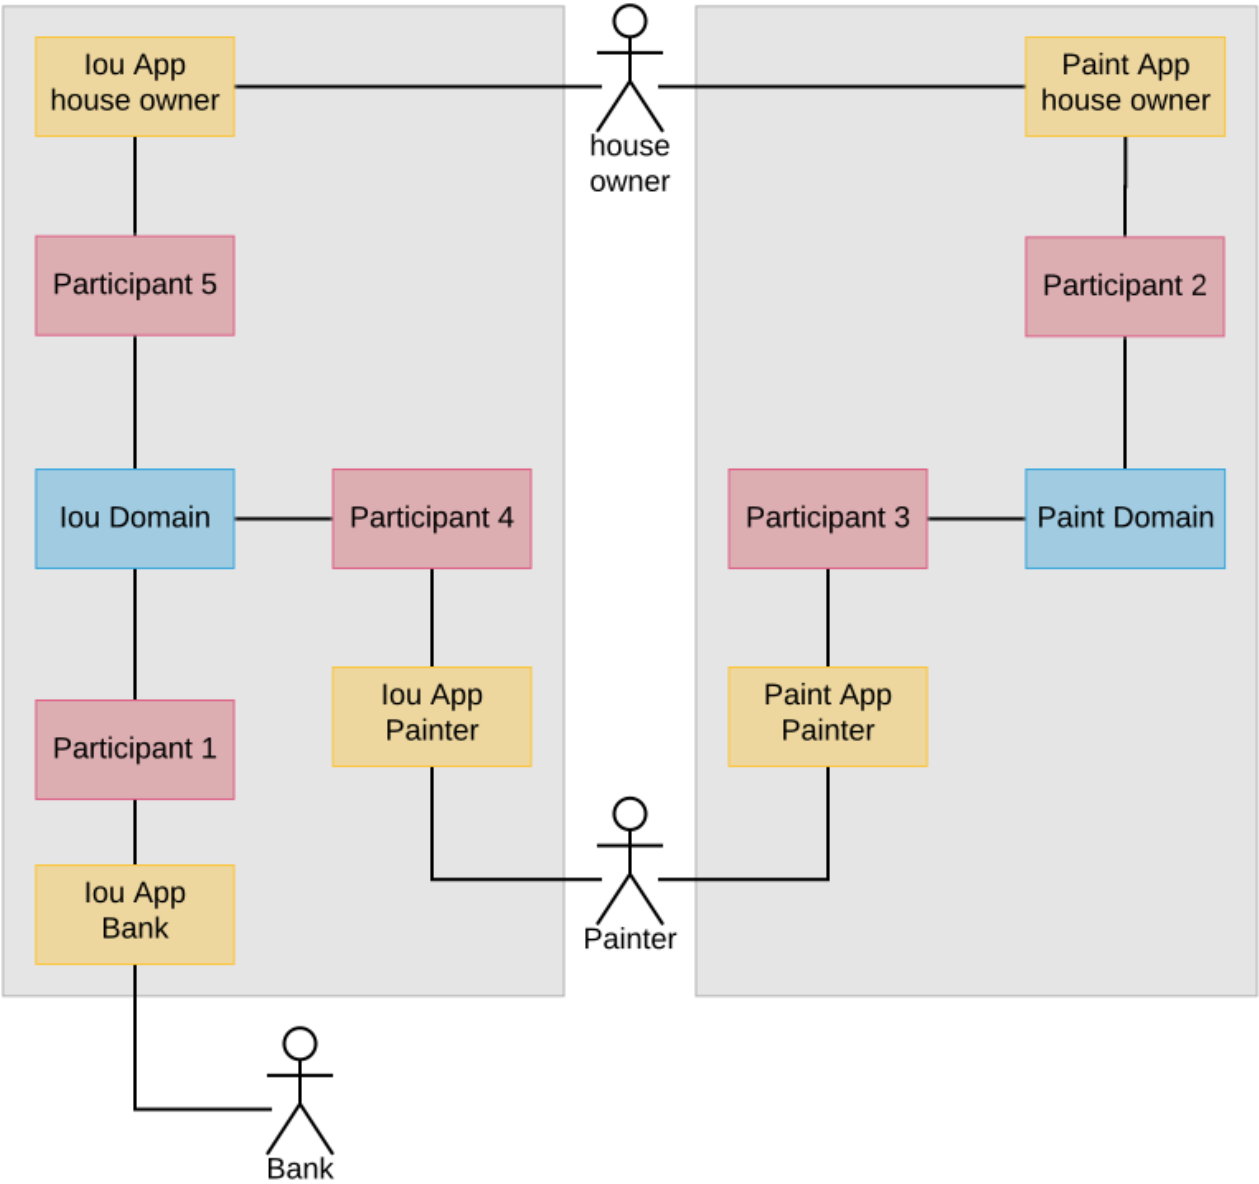 Iou App
house owner
house
owner
Paint App
house owner
Participant 5
Participant 2
Iou Domain
Participant 4
Participant 3
Paint Domain
Iou App
Painter
Paint App
Painter
Participant 1
Iou App
Bank
Painter
Bank